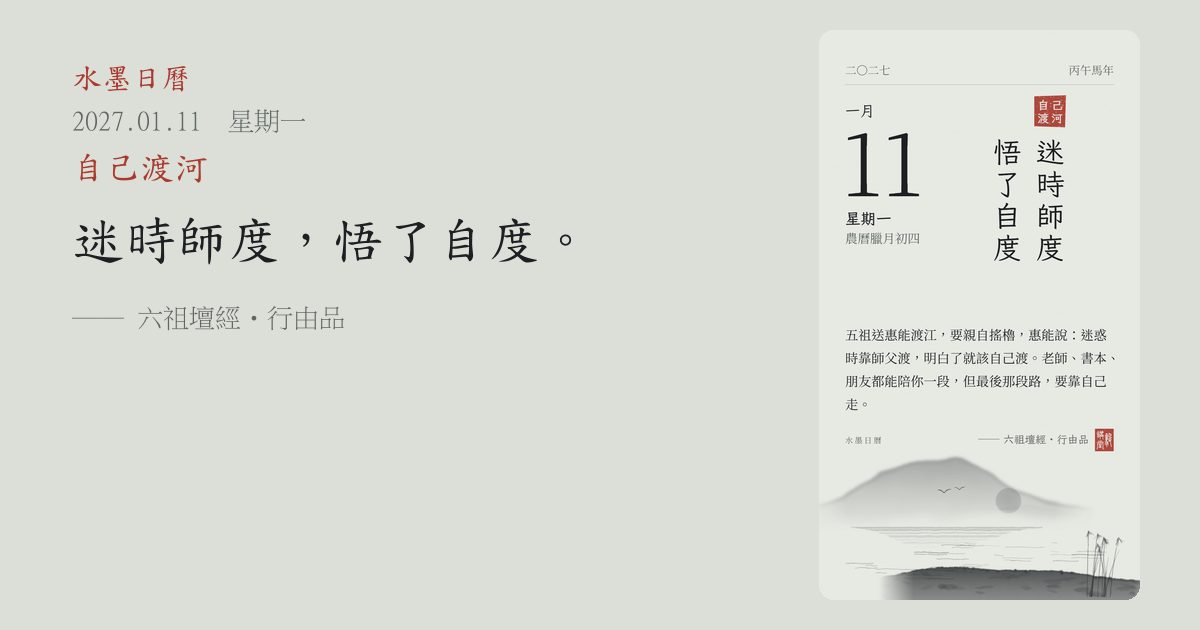 水墨日曆
2027.01.11 星期一
自己渡河
迷時師度，悟了自度。
—— 六祖壇經・行由品
二〇二七
丙午馬年
一月
11
星期一
農曆臘月初四
自己渡河
迷時師度
悟了自度
五祖送惠能渡江，要親自搖櫓，惠能說：迷惑
時靠師父渡，明白了就該自己渡。老師、書本、
朋友都能陪你一段，但最後那段路，要靠自己
走。
水墨日曆
—— 六祖壇經・行由品